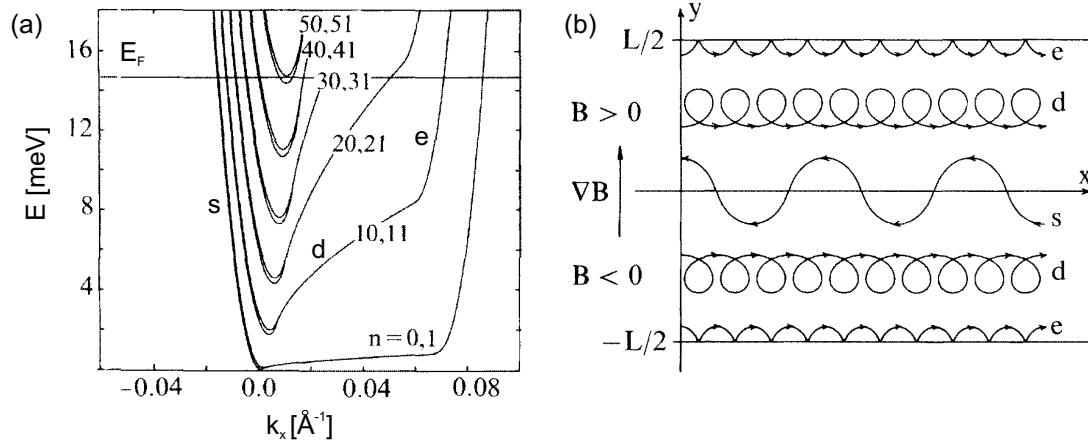 (a)
16
12
8
4
E [meV]
E_F
50,51
40,41
30,31
20,21
10,11
n = 0,1
s
d
e
-0.04
0.0
0.04
0.08
k_x [Å⁻¹]
(b)
y
L/2
e
B > 0
d
∇B
x
s
B < 0
d
-L/2
e